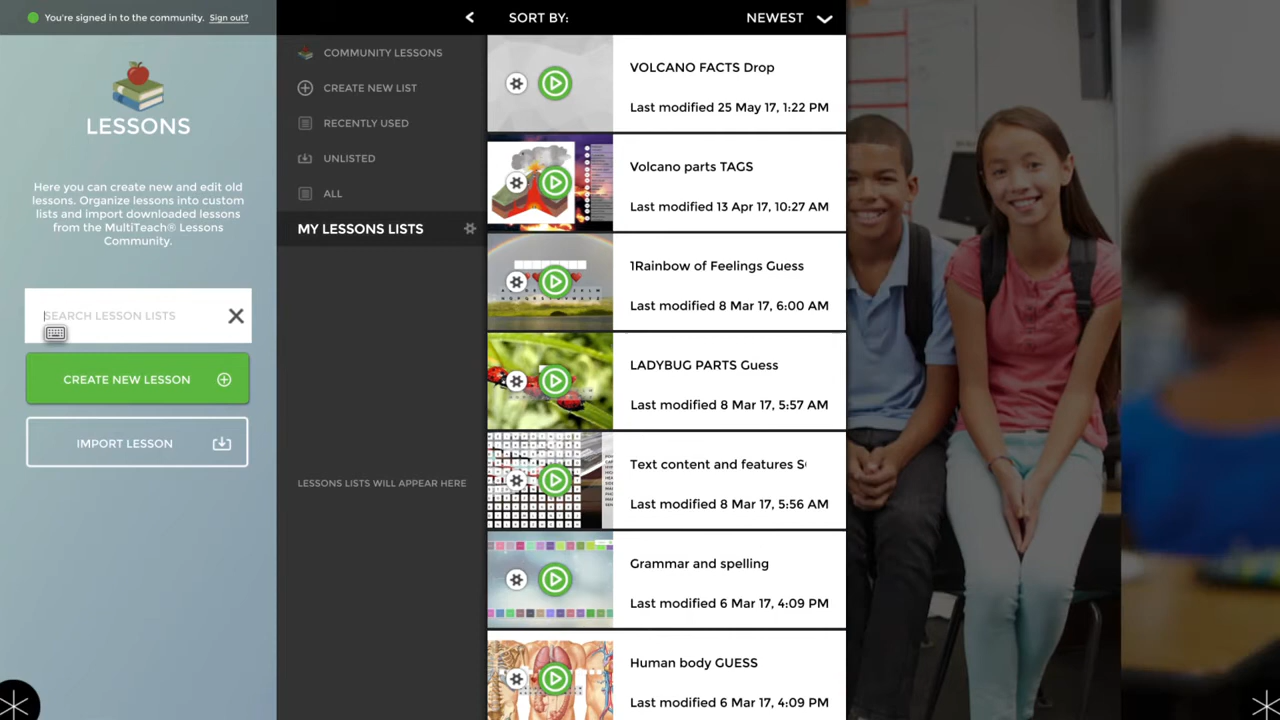 You're signed in to the community. Sign out?
LESSONS
Here you can create new and edit old
lessons. Organize lessons into custom
lists and import downloaded lessons
from the MultiTeach® Lessons
Community.
SEARCH LESSON LISTS
CREATE NEW LESSON
IMPORT LESSON
COMMUNITY LESSONS
CREATE NEW LIST
RECENTLY USED
UNLISTED
ALL
MY LESSONS LISTS
LESSONS LISTS WILL APPEAR HERE
SORT BY: NEWEST
VOLCANO FACTS Drop
Last modified 25 May 17, 1:22 PM
Volcano parts TAGS
Last modified 13 Apr 17, 10:27 AM
1Rainbow of Feelings Guess
Last modified 8 Mar 17, 6:00 AM
LADYBUG PARTS Guess
Last modified 8 Mar 17, 5:57 AM
Text content and features
Last modified 8 Mar 17, 5:56 AM
Grammar and spelling
Last modified 6 Mar 17, 4:09 PM
Human body GUESS
Last modified 6 Mar 17, 4:09 PM